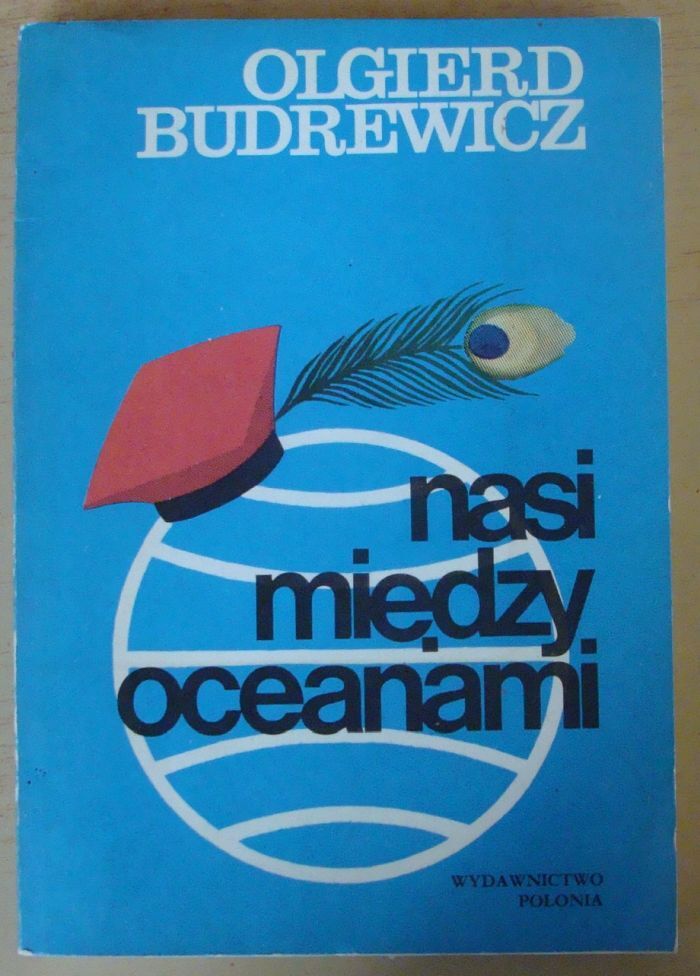 OLGIERD
BUDREWICZ
nasi
między
oceanami
WYDAWNICTWO
POLONIA